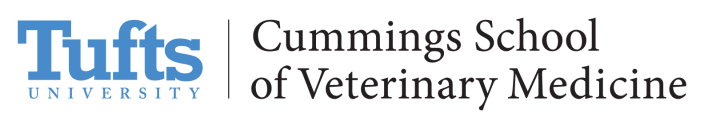 Tufts
UNIVERSITY
Cummings School
of Veterinary Medicine